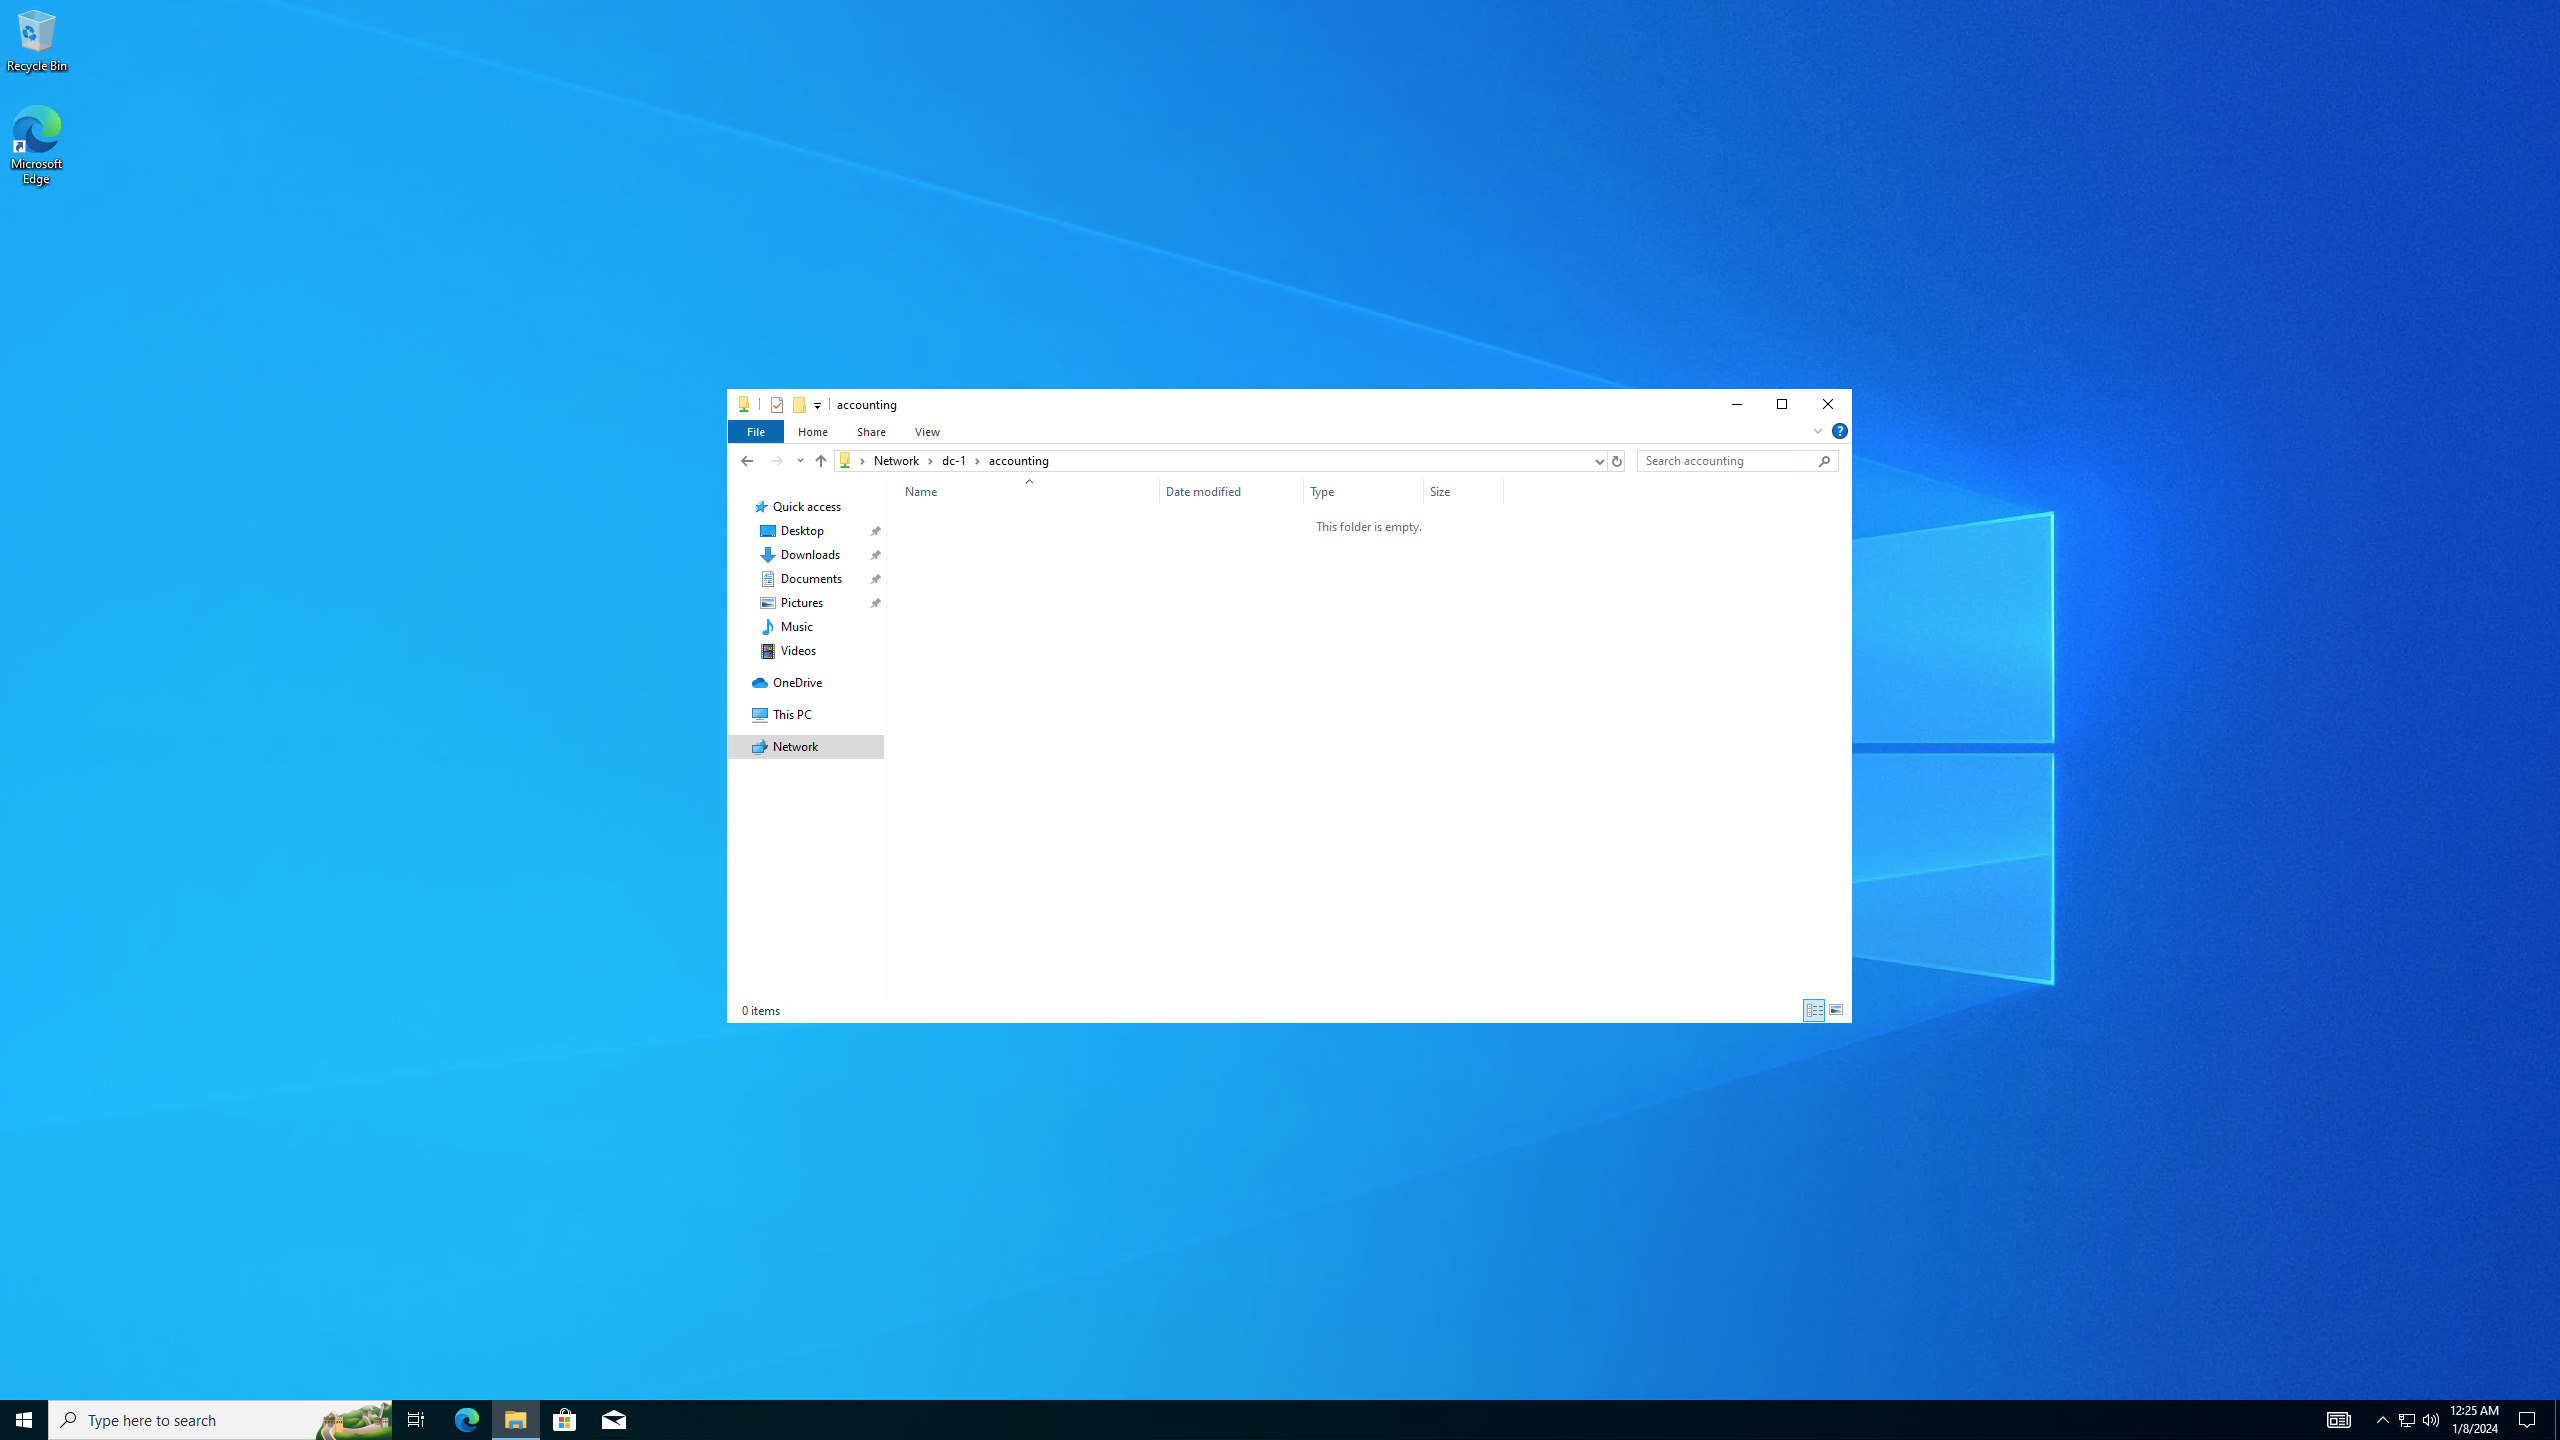 Recycle Bin
Microsoft
Edge
accounting
File Home Share View
Network dc-1 accounting
Search accounting
Name Date modified Type Size
This folder is empty.
Quick access
Desktop
Downloads
Documents
Pictures
Music
Videos
OneDrive
This PC
Network
0 items
Type here to search
12:25 AM
1/8/2024